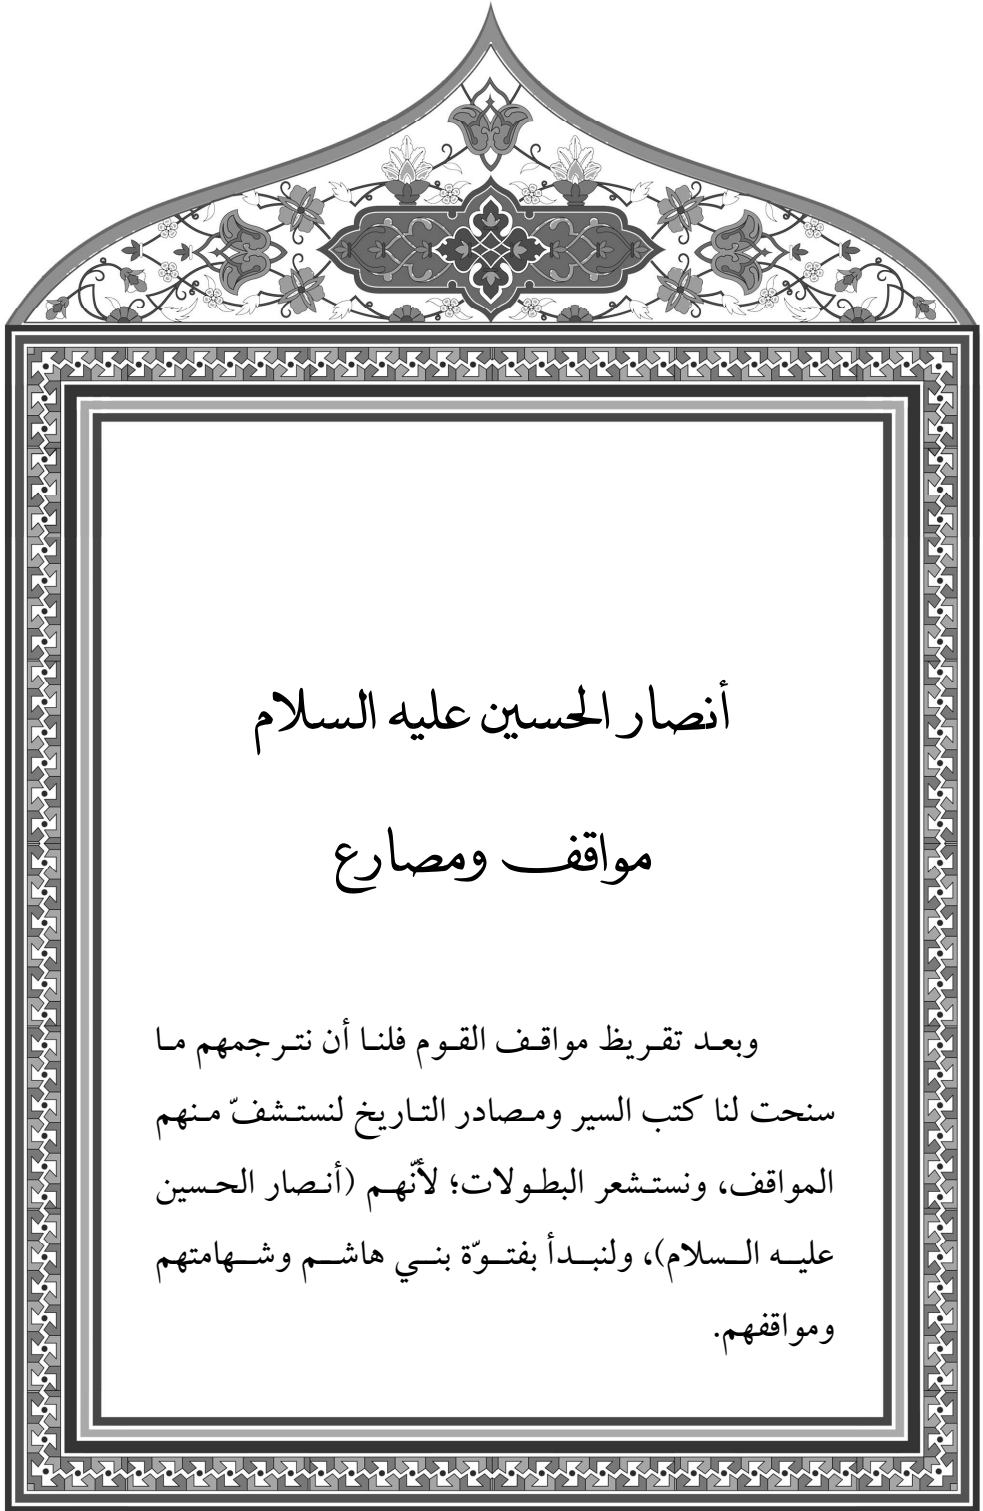 أنصار الحسين عليه السلام
مواقف ومصارع
وبعد تقريظ مواقف القوم فلنا أن نترجمهم ما
سنحت لنا كتب السير ومصادر التاريخ لنستشفّ منهم
المواقف، ونستشعر البطولات؛ لأنّهم (أنصار الحسين
عليه السلام)، ولنبدأ بفتوّة بني هاشم وشهامتهم
ومواقفهم.